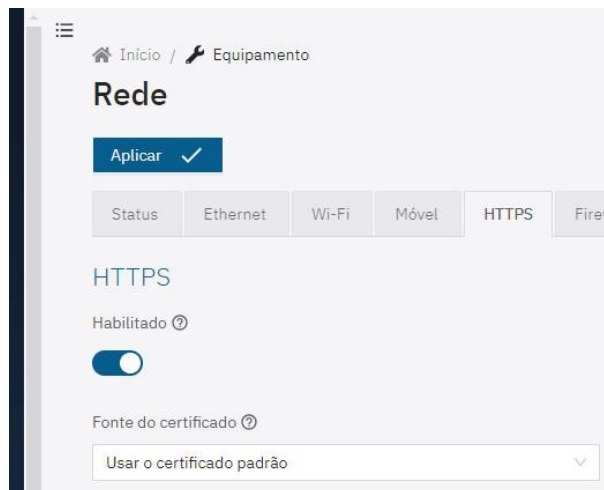 Início / Equipamento
Rede
Aplicar
Status Ethernet Wi-Fi Móvel HTTPS
HTTPS
Habilitado
Fonte do certificado
Usar o certificado padrão